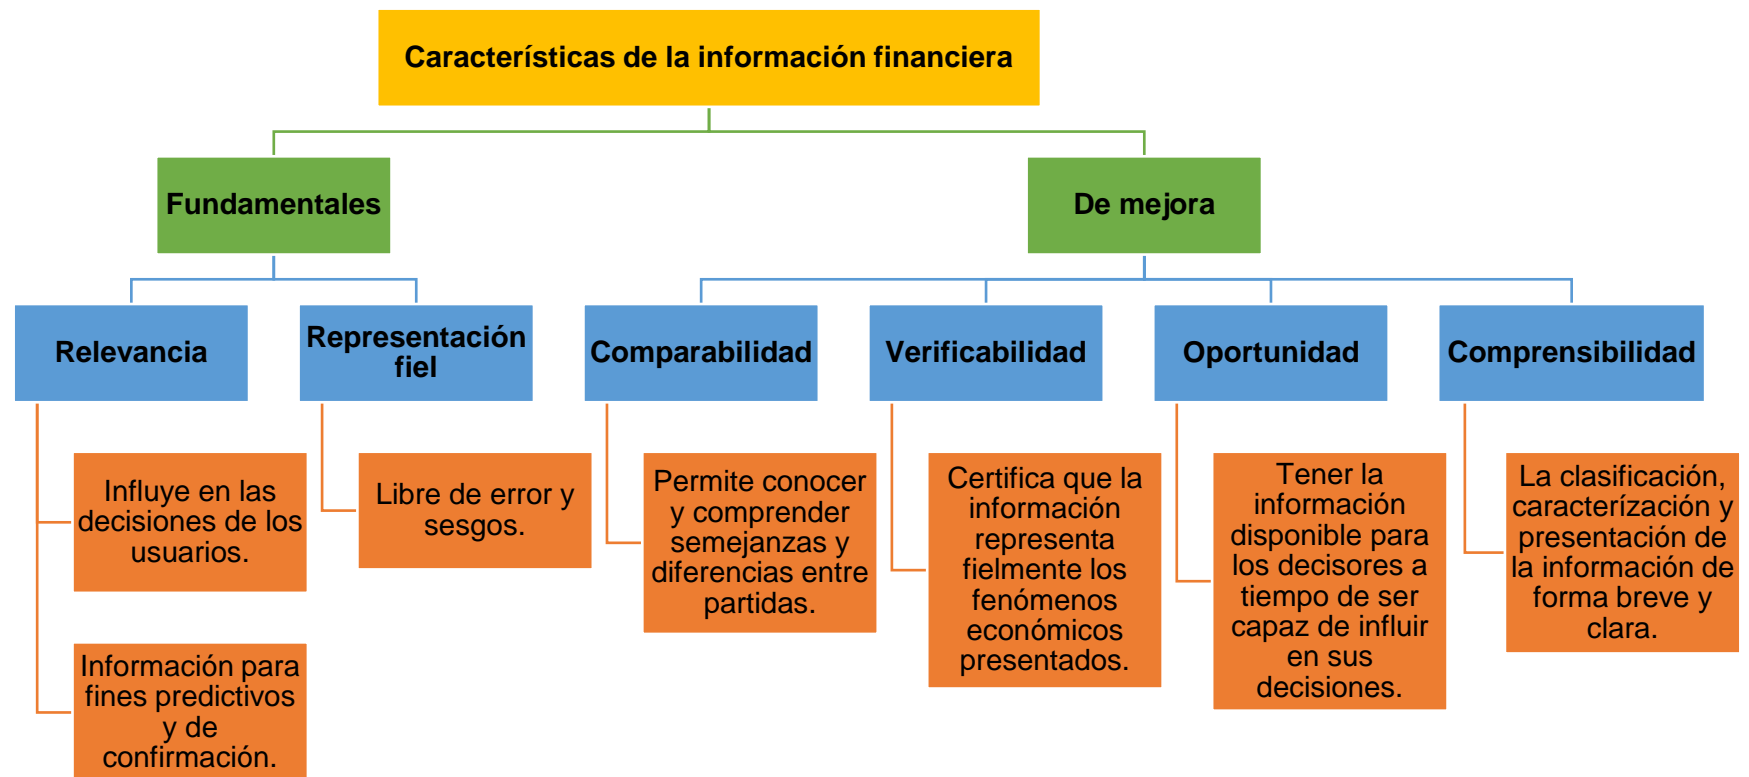 Características de la información financiera
Fundamentales
De mejora
Relevancia
Representación
fiel
Comparabilidad
Verificabilidad
Oportunidad
Comprensibilidad
Influye en las
decisiones de los
usuarios.
Información para
fines predictivos
y de
confirmación.
Libre de error y
sesgos.
Permite conocer
y comprender
semejanzas y
diferencias entre
partidas.
Certifica que la
información
representa
fielmente los
fenómenos
económicos
presentados.
Tener la
información
disponible para
los decisores a
tiempo de ser
capaz de influir
en sus
decisiones.
La clasificación,
caracterízación y
presentación de
la información de
forma breve y
clara.